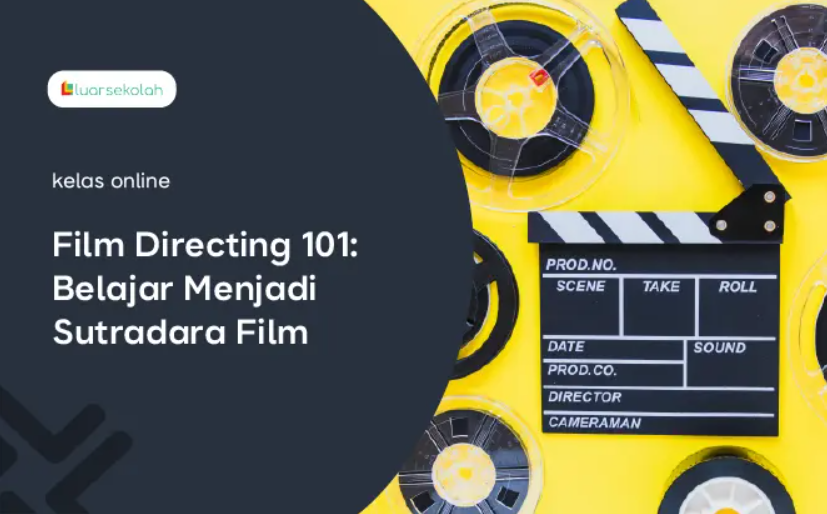 luarsekolah
kelas online
Film Directing 101:
Belajar Menjadi
Sutradara Film
PROD.NO.
SCENE TAKE ROLL
DATE SOUND
PROD.CO.
DIRECTOR
CAMERAMAN